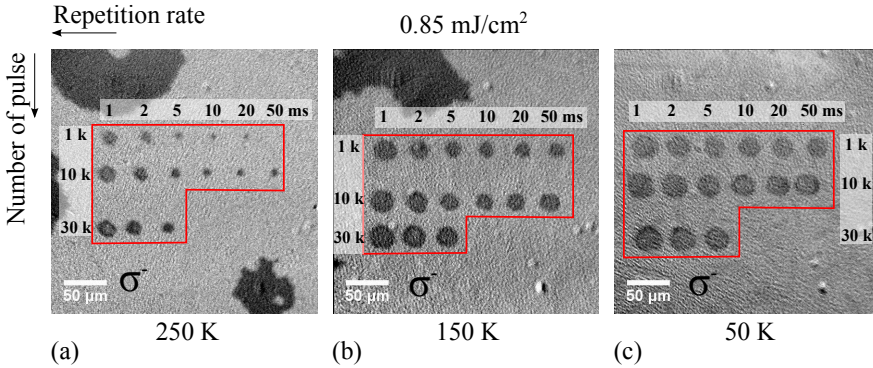 Repetition rate
0.85 mJ/cm²
Number of pulse
1 2 5 10 20 50 ms
1 k
10 k
30 k
σ-
50 µm
250 K
(a)
1 2 5 10 20 50 ms
1 k
10 k
30 k
σ-
50 µm
150 K
(b)
1 2 5 10 20 50 ms
1 k
10 k
30 k
σ-
50 µm
50 K
(c)